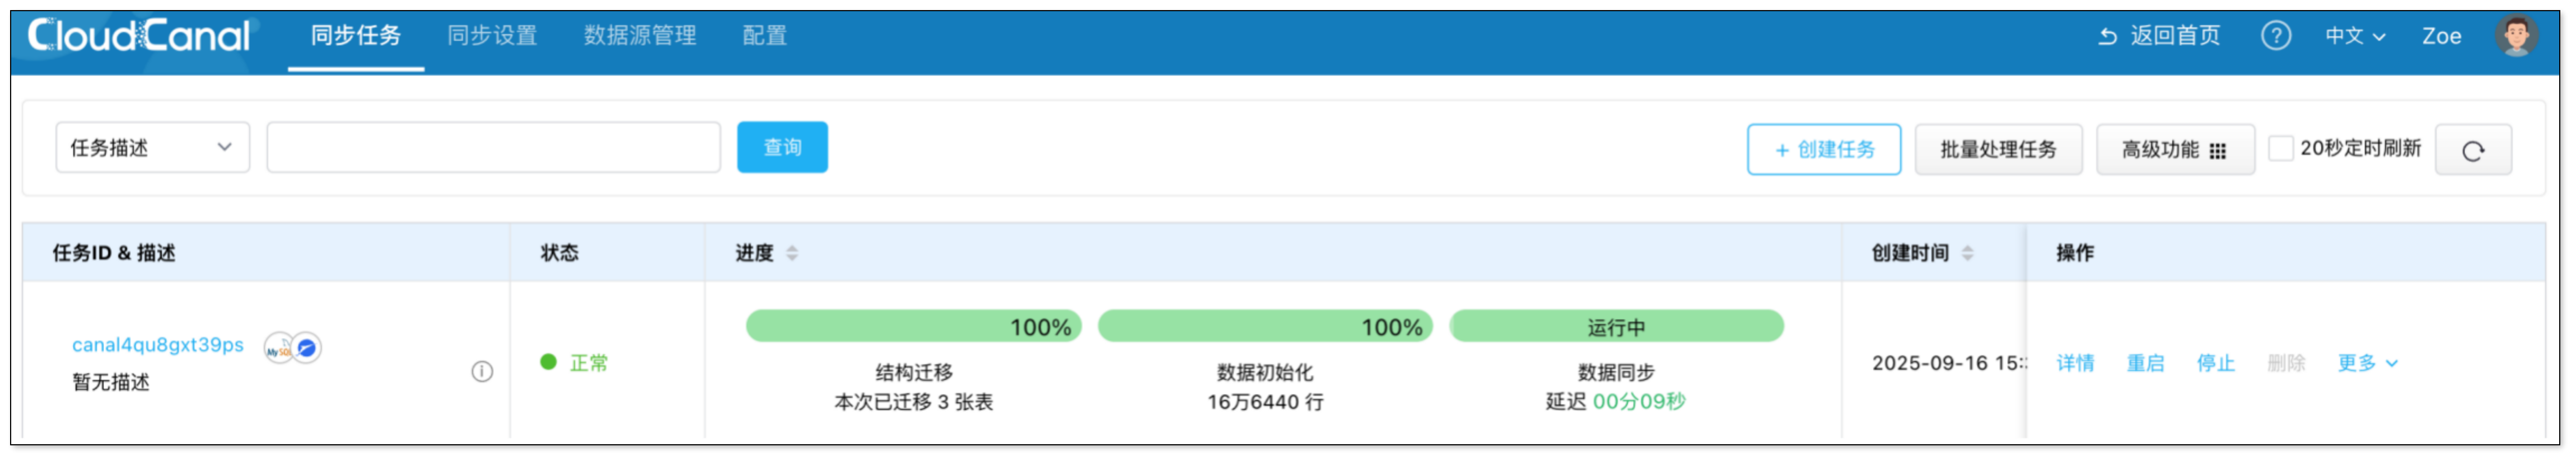 CloudCanal 同步任务 同步设置 数据源管理 配置 返回首页 ? 中文 Zoe
任务描述 查询 + 创建任务 批量处理任务 高级功能 20秒定时刷新
任务ID & 描述 状态 进度 创建时间 操作
canal4qu8gxt39ps MySQL
暂无描述
正常
100% 100% 运行中
结构迁移 数据初始化 数据同步
本次已迁移 3 张表 16万6440 行 延迟 00分09秒
2025-09-16 15:
详情 重启 停止 删除 更多